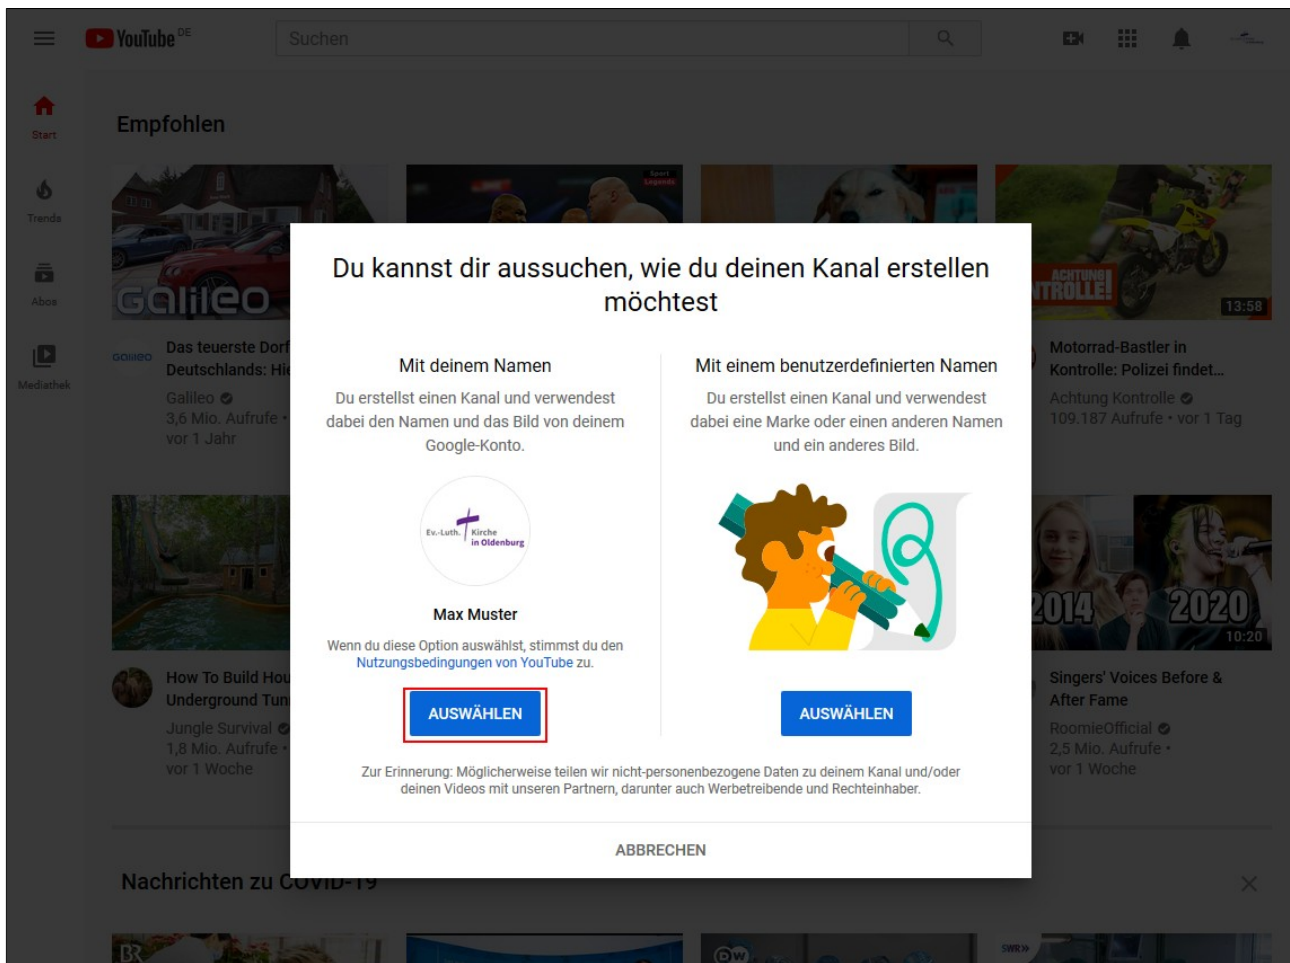 YouTube DE
Suchen
Start
Trends
Abos
Mediathek
Empfohlen
Sport
Legends
GALILEO
ACHTUNG
NTROLLE!
13:58
GALILEO
Das teuerste Dorf
Deutschlands: Hie
Galileo
3,6 Mio. Aufrufe •
vor 1 Jahr
Motorrad-Bastler in
Kontrolle: Polizei findet...
Achtung Kontrolle
109.187 Aufrufe • vor 1 Tag
Du kannst dir aussuchen, wie du deinen Kanal erstellen
möchtest
Mit deinem Namen
Du erstellst einen Kanal und verwendest
dabei den Namen und das Bild von deinem
Google-Konto.
Ev.-Luth. Kirche
in Oldenburg
Max Muster
Wenn du diese Option auswählst, stimmst du den
Nutzungsbedingungen von YouTube zu.
AUSWÄHLEN
Mit einem benutzerdefinierten Namen
Du erstellst einen Kanal und verwendest
dabei eine Marke oder einen anderen Namen
und ein anderes Bild.
AUSWÄHLEN
Zur Erinnerung: Möglicherweise teilen wir nicht-personenbezogene Daten zu deinem Kanal und/oder
deinen Videos mit unseren Partnern, darunter auch Werbetreibende und Rechteinhaber.
ABBRECHEN
How To Build Hou
Underground Tun
Jungle Survival
1,8 Mio. Aufrufe •
vor 1 Woche
2014
2020
10:20
Singers' Voices Before &
After Fame
RoomieOfficial
2,5 Mio. Aufrufe •
vor 1 Woche
Nachrichten zu COVID-19
BR
DW
SWR